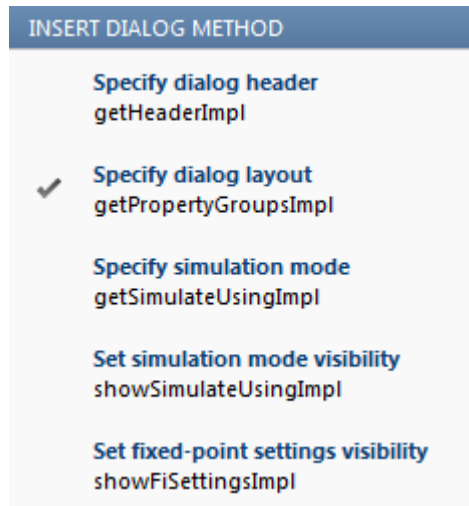 INSERT DIALOG METHOD
Specify dialog header
getHeaderImpl
Specify dialog layout
getPropertyGroupsImpl
Specify simulation mode
getSimulateUsingImpl
Set simulation mode visibility
showSimulateUsingImpl
Set fixed-point settings visibility
showFiSettingsImpl